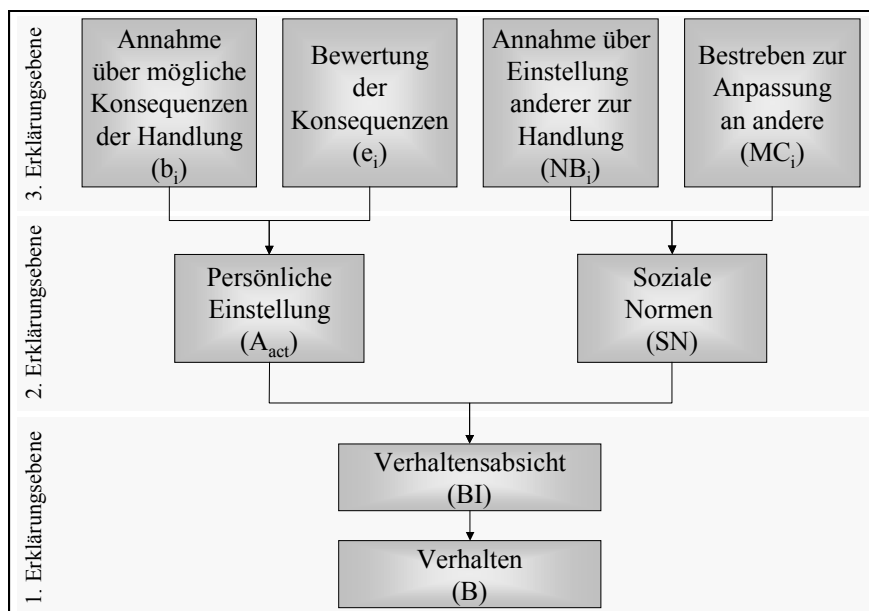 3. Erklärungsebene
Annahme
über mögliche
Konsequenzen
der Handlung
(bi)
Bewertung
der
Konsequenzen
(ei)
Annahme über
Einstellung
anderer zur
Handlung
(NBi)
Bestreben zur
Anpassung
an andere
(MCi)
2. Erklärungsebene
Persönliche
Einstellung
(Aact)
Soziale
Normen
(SN)
1. Erklärungsebene
Verhaltensabsicht
(BI)
Verhalten
(B)